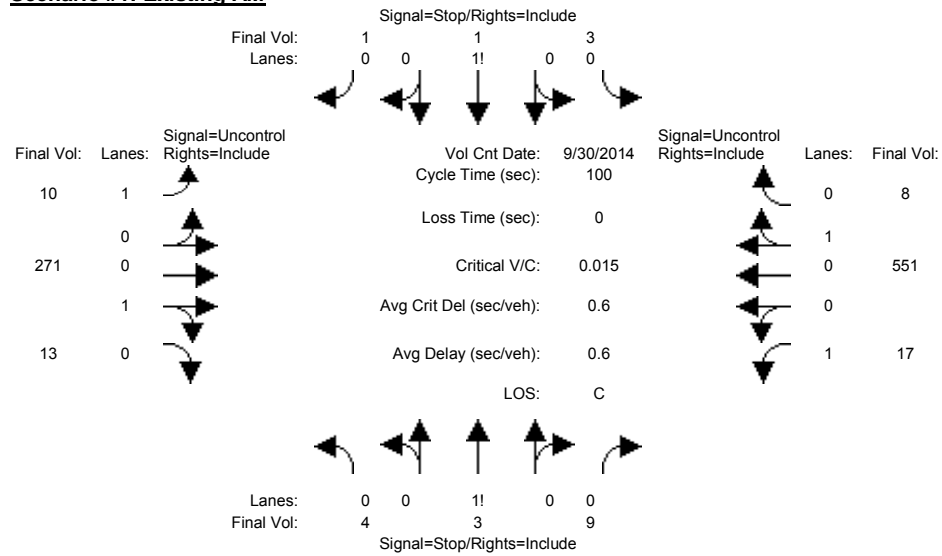 Scenario #1: Existing AM
Signal=Stop/Rights=Include
Final Vol: 1 1 3
Lanes: 0 0 1! 0 0
Signal=Uncontrol Signal=Uncontrol
Final Vol: Lanes: Rights=Include Vol Cnt Date: 9/30/2014 Rights=Include Lanes: Final Vol:
Cycle Time (sec): 100
10 1 0 8
Loss Time (sec): 0
0 1
271 0 Critical V/C: 0.015 0 551
1 Avg Crit Del (sec/veh): 0.6 0
13 0 Avg Delay (sec/veh): 0.6 1 17
LOS: C
Lanes: 0 0 1! 0 0
Final Vol: 4 3 9
Signal=Stop/Rights=Include